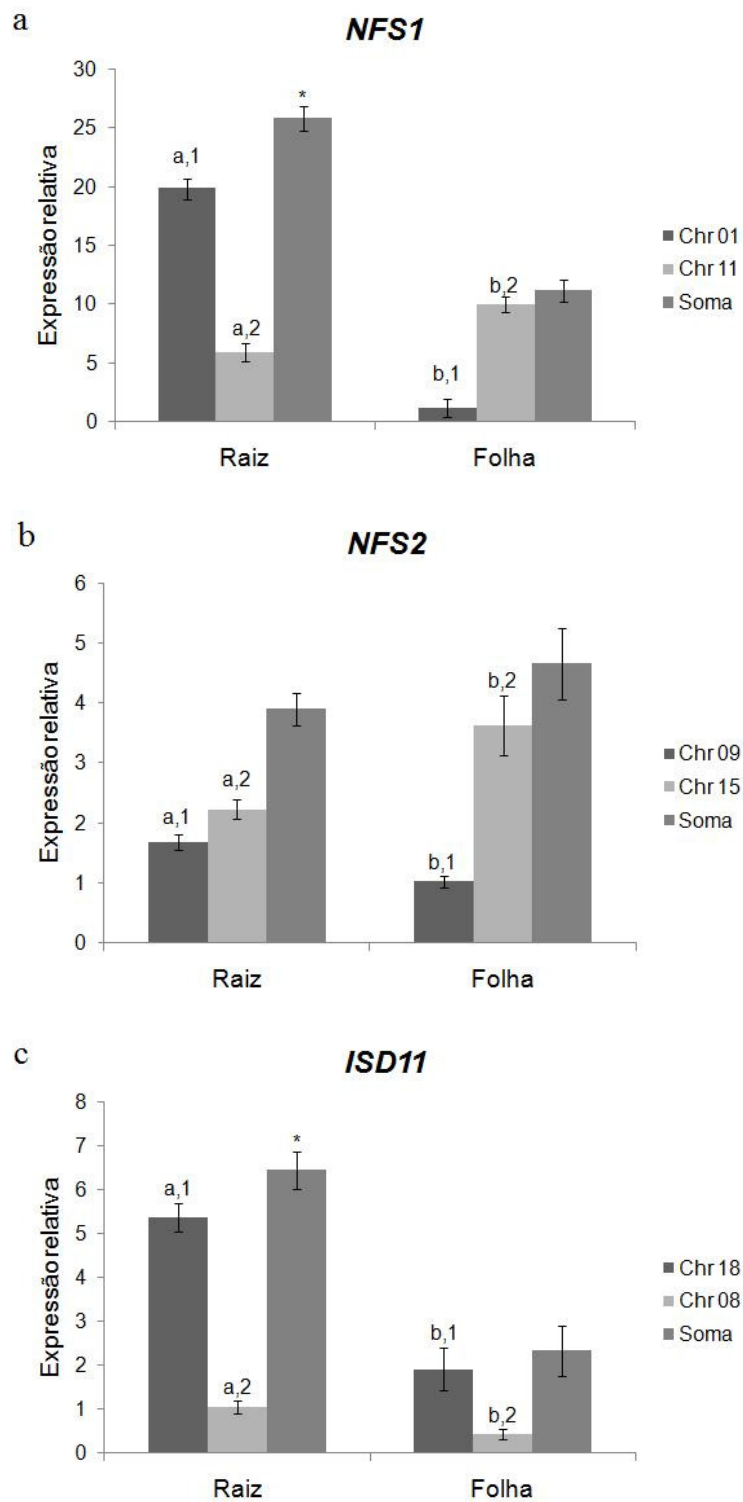 a
NFS1
Expressão relativa
30
25
20
15
10
5
0
a,1
a,2
*
b,1
b,2
Raiz
Folha
Chr 01
Chr 11
Soma
b
NFS2
Expressão relativa
6
5
4
3
2
1
0
a,1
a,2
b,1
b,2
Raiz
Folha
Chr 09
Chr 15
Soma
c
ISD11
Expressão relativa
8
7
6
5
4
3
2
1
0
a,1
a,2
*
b,1
b,2
Raiz
Folha
Chr 18
Chr 08
Soma